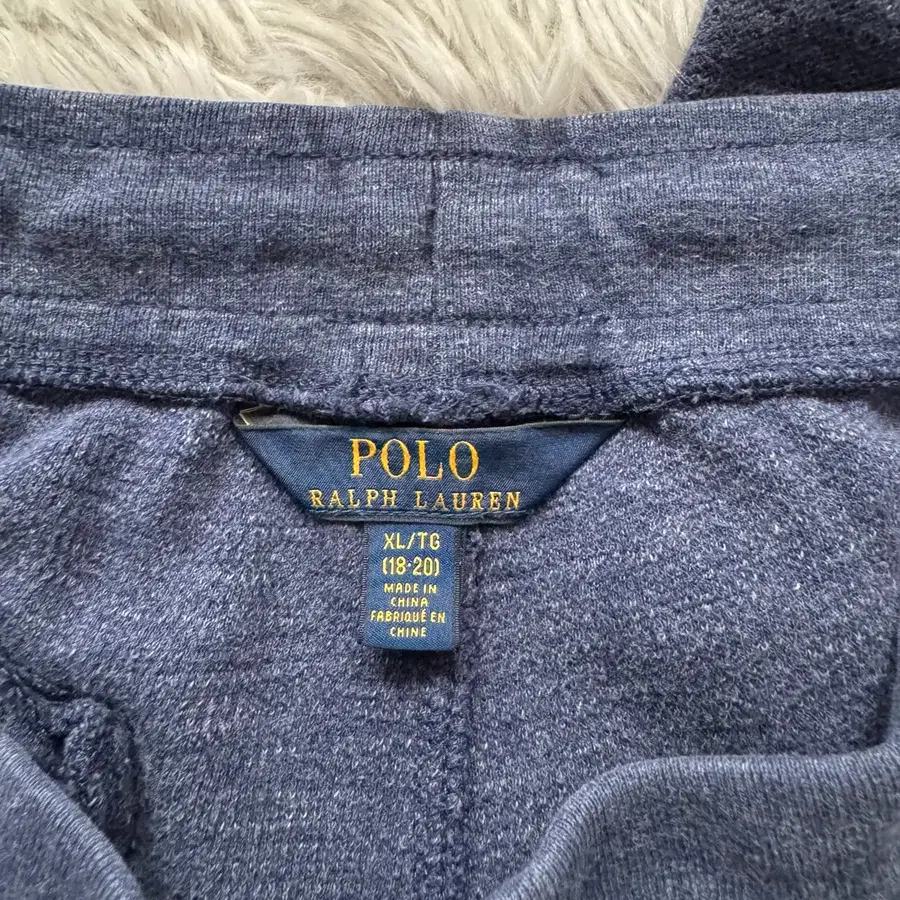 POLO
RALPH LAUREN
XL/TG
(18-20)
MADE IN
CHINA
FABRIQUÉ EN
CHINE